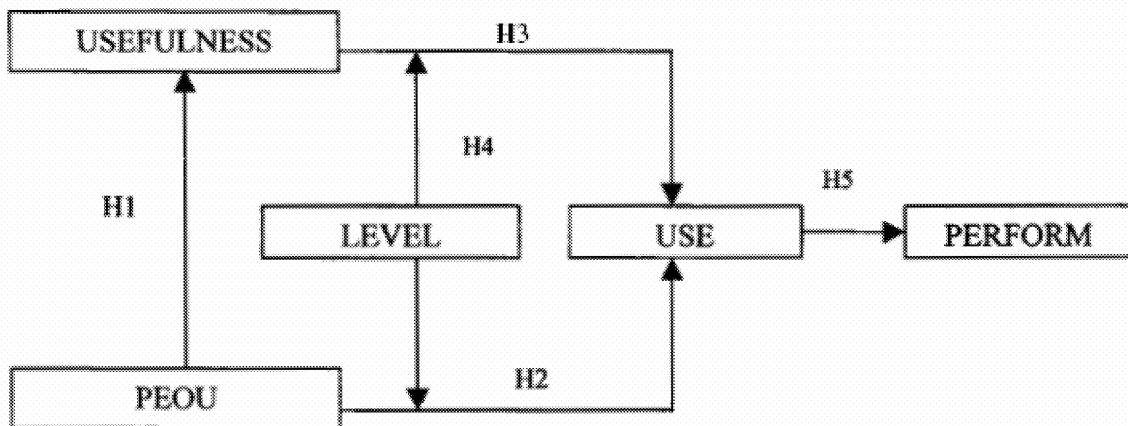 USEFULNESS
H3
H4
H1
H5
LEVEL
USE
PERFORM
H2
PEOU